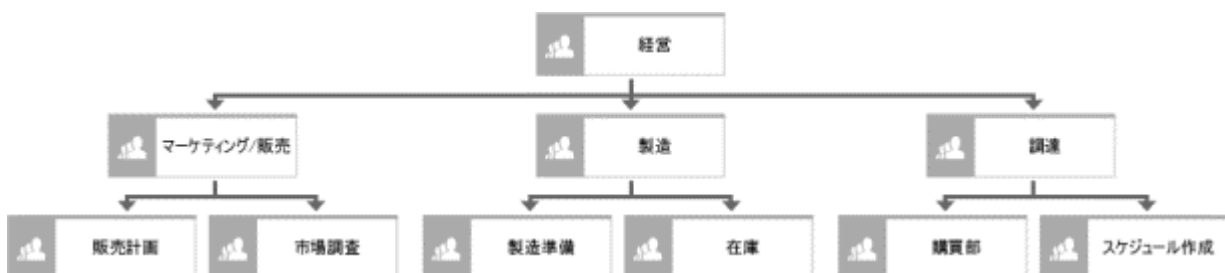 経営
マーケティング/販売
製造
調達
販売計画
市場調査
製造準備
在庫
購買部
スケジュール作成